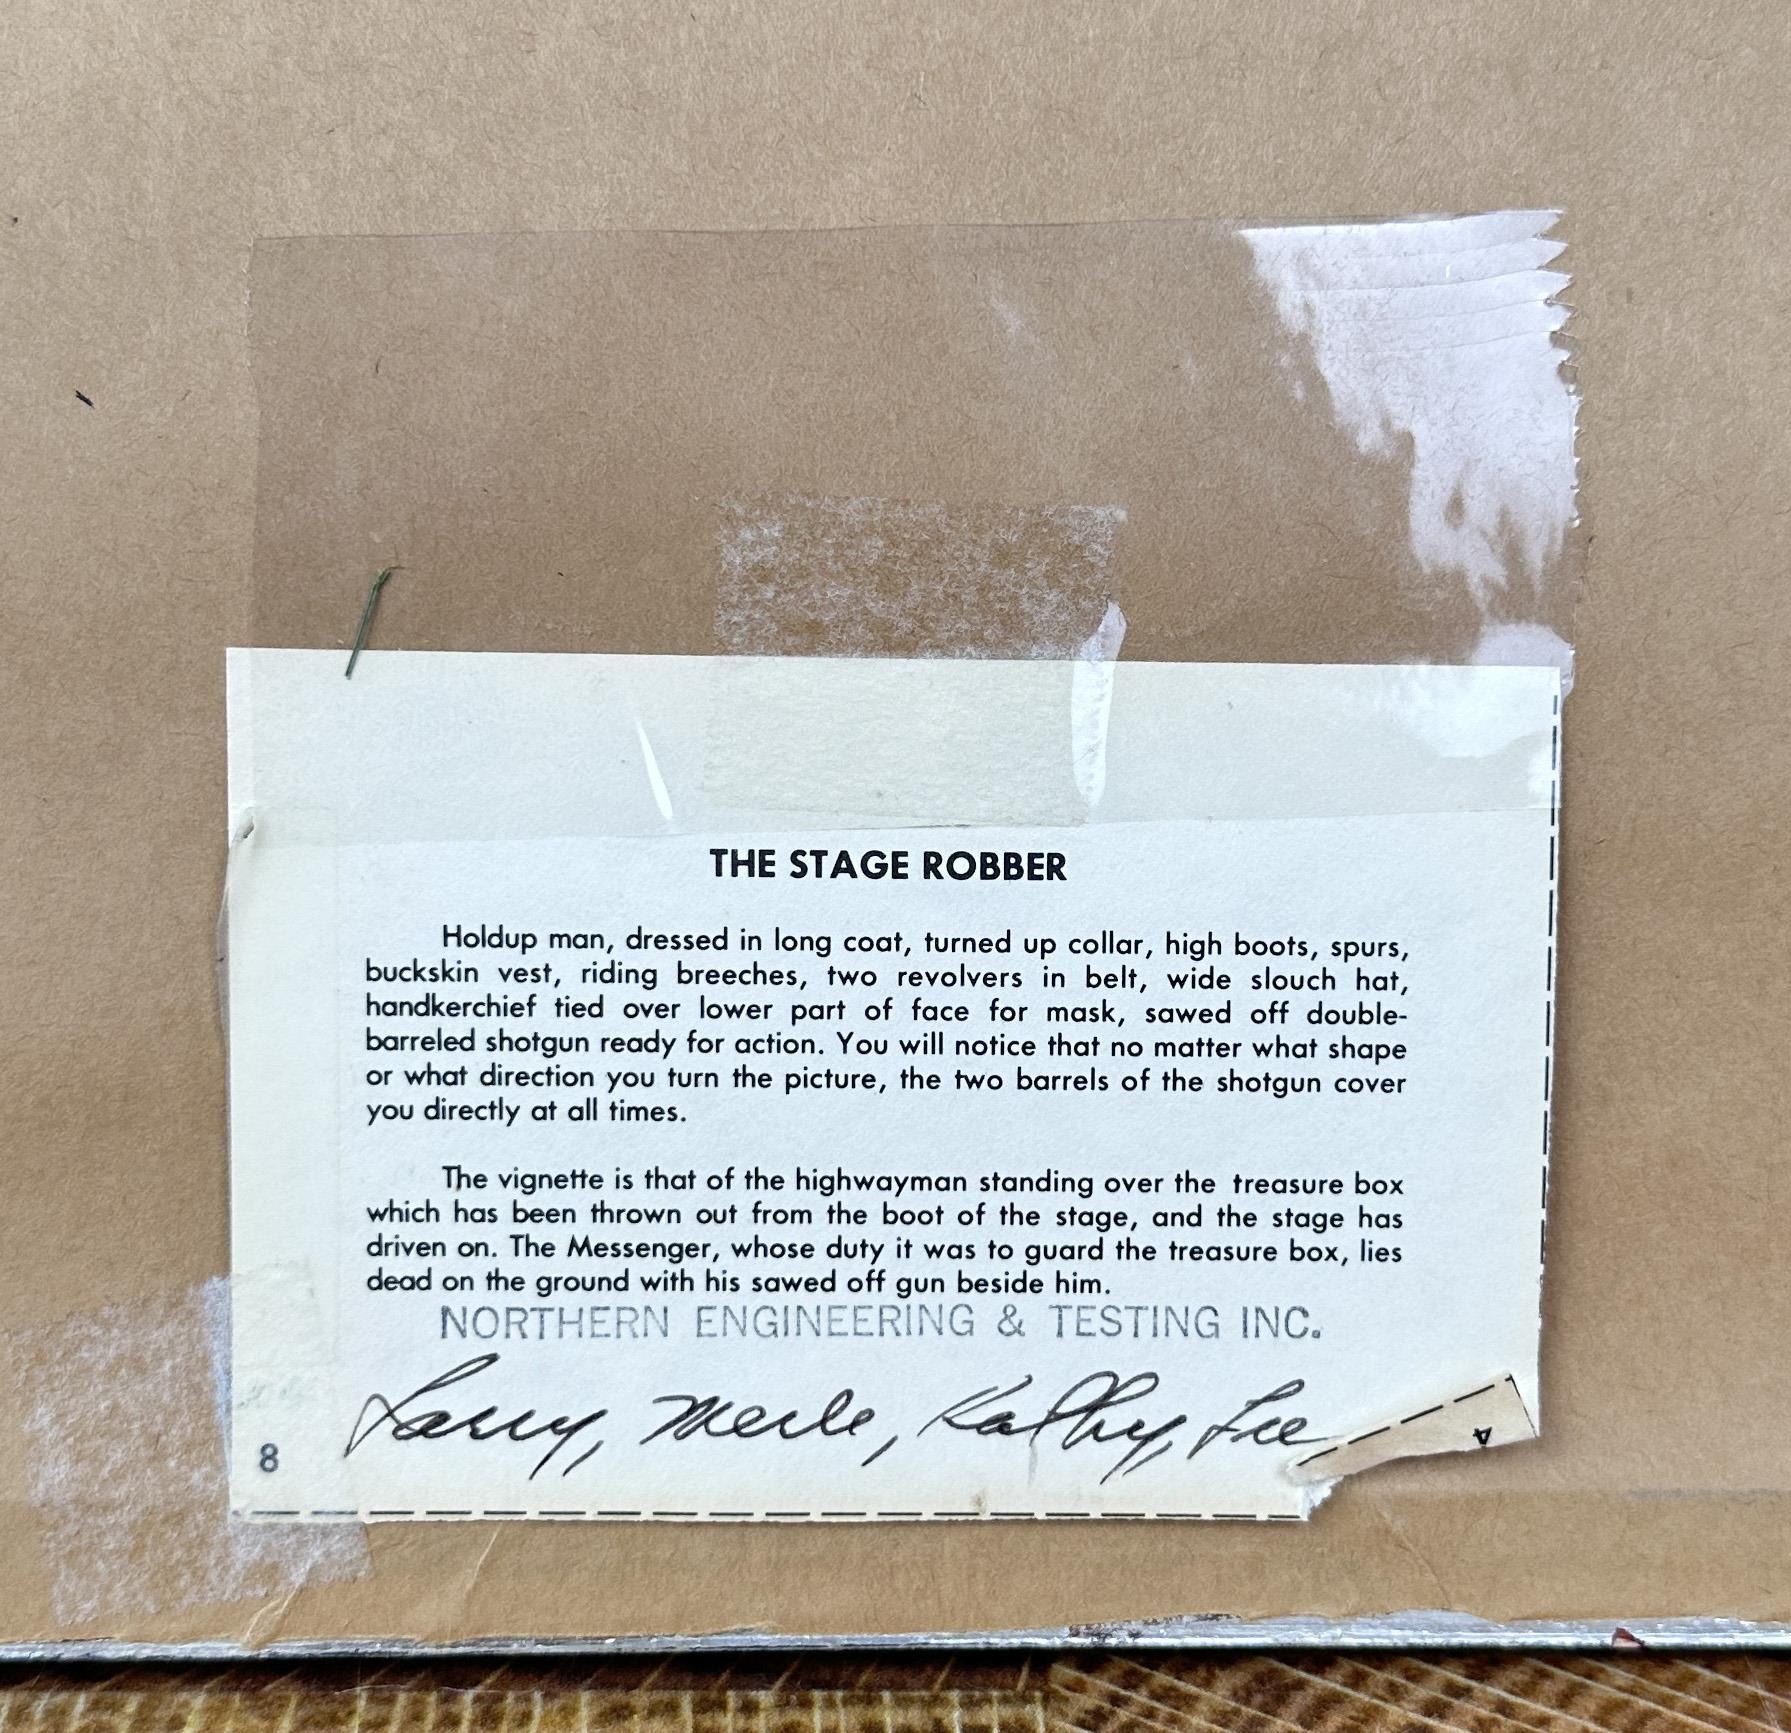 THE STAGE ROBBER
Holdup man, dressed in long coat, turned up collar, high boots, spurs,
buckskin vest, riding breeches, two revolvers in belt, wide slouch hat,
handkerchief tied over lower part of face for mask, sawed off double-
barreled shotgun ready for action. You will notice that no matter what shape
or what direction you turn the picture, the two barrels of the shotgun cover
you directly at all times.
The vignette is that of the highwayman standing over the treasure box
which has been thrown out from the boot of the stage, and the stage has
driven on. The Messenger, whose duty it was to guard the treasure box, lies
dead on the ground with his sawed off gun beside him.
NORTHERN ENGINEERING & TESTING INC.
Larry, Merle, Kathy, Lee
8